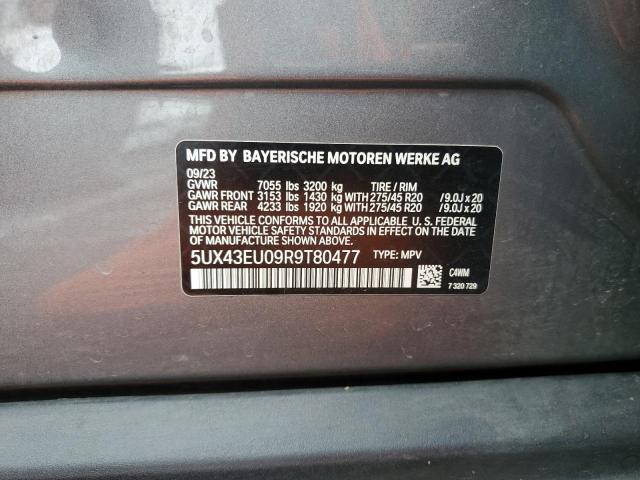 MFD BY BAYERISCHE MOTOREN WERKE AG
09/23
GVWR 7055 lbs 3200 kg TIRE / RIM
GAWR FRONT 3153 lbs 1430 kg WITH 275/45 R20 /9.0J x 20
GAWR REAR 4233 lbs 1920 kg WITH 275/45 R20 /9.0J x 20
THIS VEHICLE CONFORMS TO ALL APPLICABLE U. S. FEDERAL
MOTOR VEHICLE SAFETY STANDARDS IN EFFECT
ON THE DATE OF MANUFACTURE SHOWN ABOVE.
5UX43EU09R9T80477 TYPE: MPV
C4WM
7 320 729